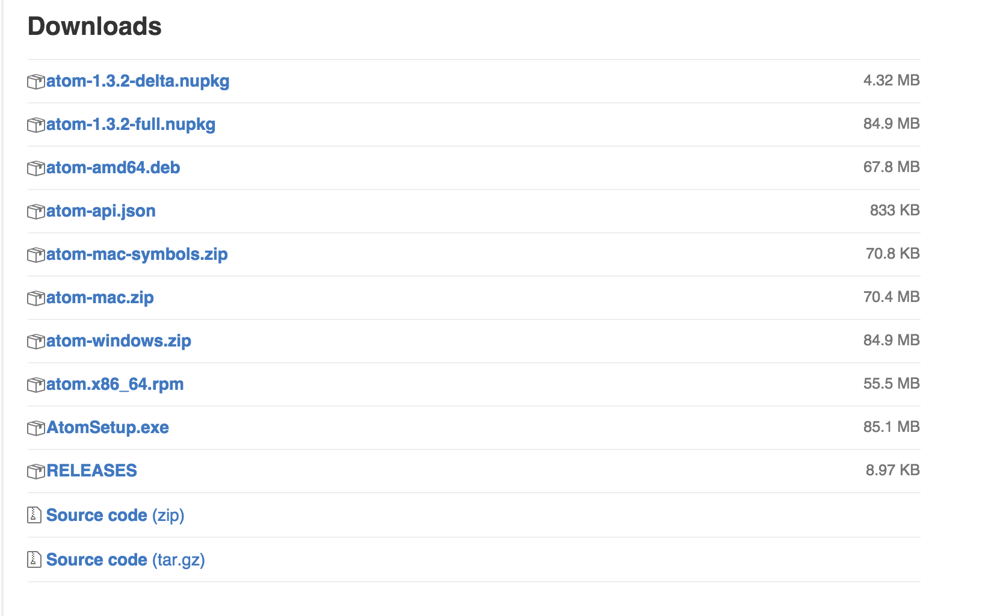 Downloads
atom-1.3.2-delta.nupkg 4.32 MB
atom-1.3.2-full.nupkg 84.9 MB
atom-amd64.deb 67.8 MB
atom-api.json 833 KB
atom-mac-symbols.zip 70.8 KB
atom-mac.zip 70.4 MB
atom-windows.zip 84.9 MB
atom.x86_64.rpm 55.5 MB
AtomSetup.exe 85.1 MB
RELEASES 8.97 KB
Source code (zip)
Source code (tar.gz)